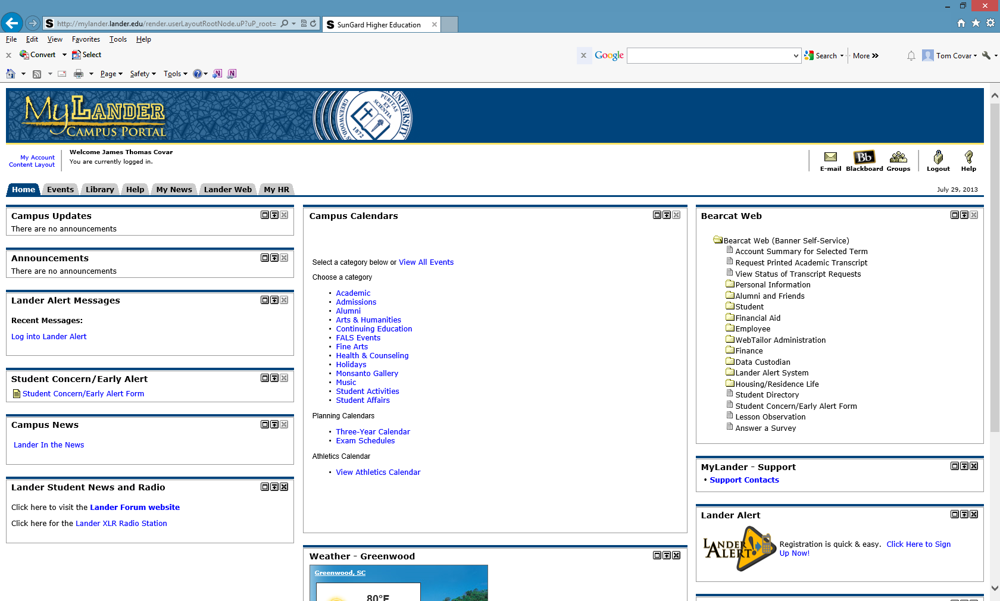 http://mylander.lander.edu/render.userLayoutRootNode.uP?uP_root=
SunGard Higher Education
File Edit View Favorites Tools Help
Convert Select
Google Search More Tom Covar
Page Safety Tools
MyLander
Campus Portal
UNIVERSITY
GREENWOOD, S.
PURITAS ET SCIENTIA
1872
My Account
Content Layout
Welcome James Thomas Covar
You are currently logged in.
E-mail Blackboard Groups Logout Help
Home Events Library Help My News Lander Web My HR
July 29, 2013
Campus Updates
There are no announcements
Announcements
There are no announcements
Lander Alert Messages
Recent Messages:
Log into Lander Alert
Student Concern/Early Alert
Student Concern/Early Alert Form
Campus News
Lander In the News
Lander Student News and Radio
Click here to visit the Lander Forum website
Click here for the Lander XLR Radio Station
Campus Calendars
Select a category below or View All Events
Choose a category
• Academic
• Admissions
• Alumni
• Arts & Humanities
• Continuing Education
• FALS Events
• Fine Arts
• Health & Counseling
• Holidays
• Monsanto Gallery
• Music
• Student Activities
• Student Affairs
Planning Calendars
• Three-Year Calendar
• Exam Schedules
Athletics Calendar
• View Athletics Calendar
Weather - Greenwood
Greenwood, SC
80°F
Bearcat Web
Bearcat Web (Banner Self-Service)
Account Summary for Selected Term
Request Printed Academic Transcript
View Status of Transcript Requests
Personal Information
Alumni and Friends
Student
Financial Aid
Employee
WebTailor Administration
Finance
Data Custodian
Lander Alert System
Housing/Residence Life
Student Directory
Student Concern/Early Alert Form
Lesson Observation
Answer a Survey
MyLander - Support
• Support Contacts
Lander Alert
LANDER
ALERT
Registration is quick & easy. Click Here to Sign
Up Now!